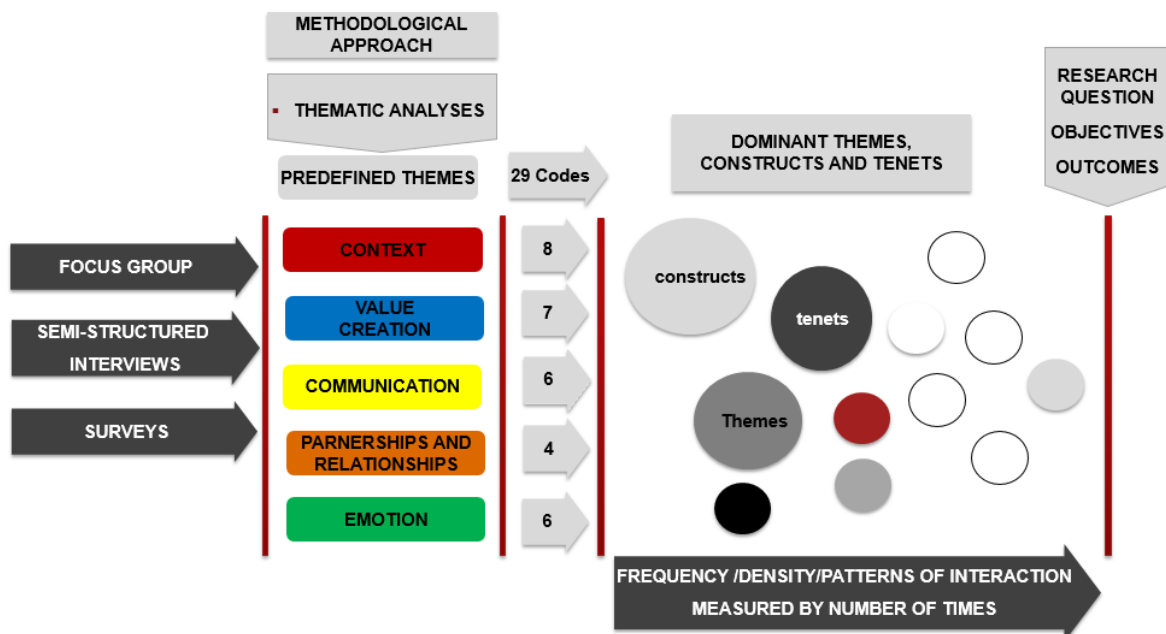 METHODOLOGICAL
APPROACH
THEMATIC ANALYSES
PREDEFINED THEMES
29 Codes
DOMINANT THEMES,
CONSTRUCTS AND TENETS
RESEARCH
QUESTION
OBJECTIVES
OUTCOMES
FOCUS GROUP
SEMI-STRUCTURED
INTERVIEWS
SURVEYS
CONTEXT
8
VALUE
CREATION
7
COMMUNICATION
6
PARNERSHIPS AND
RELATIONSHIPS
4
EMOTION
6
constructs
tenets
Themes
FREQUENCY /DENSITY/PATTERNS OF INTERACTION
MEASURED BY NUMBER OF TIMES